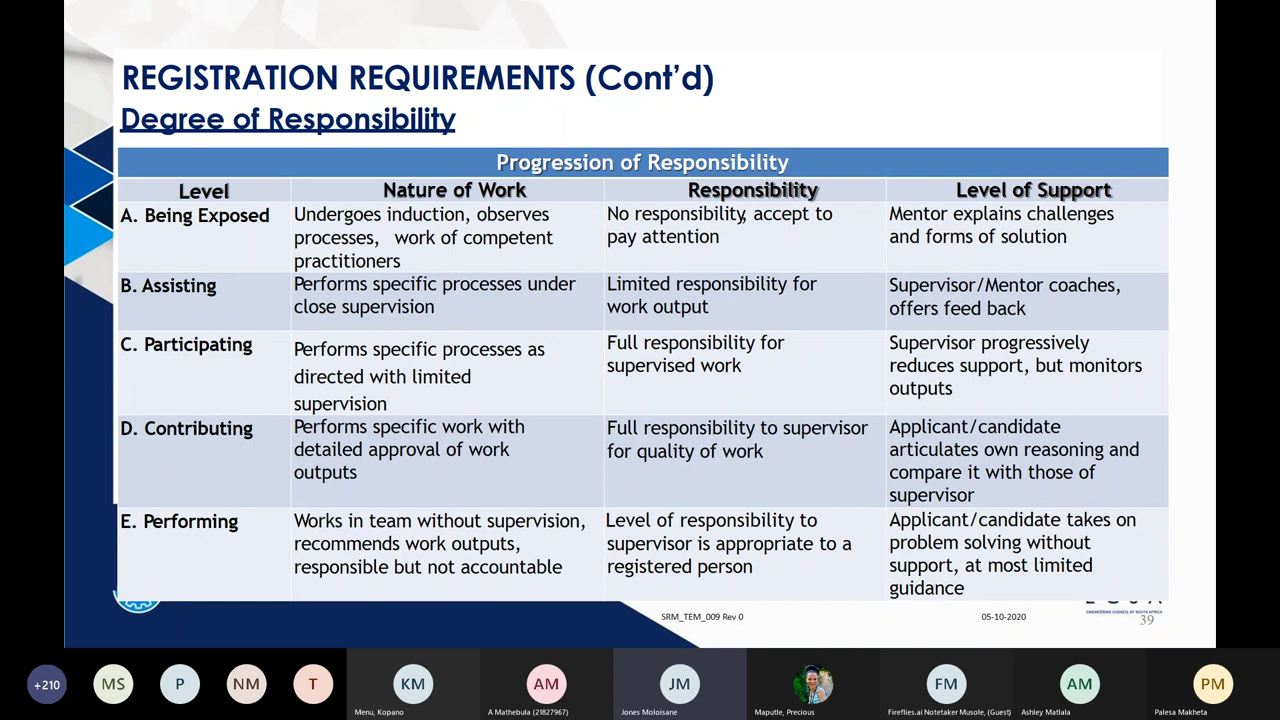 REGISTRATION REQUIREMENTS (Cont'd)
Degree of Responsibility
Progression of Responsibility
Level
Nature of Work
Responsibility
Level of Support
A. Being Exposed
Undergoes induction, observes
processes, work of competent
practitioners
No responsibility, accept to
pay attention
Mentor explains challenges
and forms of solution
B. Assisting
Performs specific processes under
close supervision
Limited responsibility for
work output
Supervisor/Mentor coaches,
offers feed back
C. Participating
Performs specific processes as
directed with limited
supervision
Full responsibility for
supervised work
Supervisor progressively
reduces support, but monitors
outputs
D. Contributing
Performs specific work with
detailed approval of work
outputs
Full responsibility to supervisor
for quality of work
Applicant/candidate
articulates own reasoning and
compare it with those of
supervisor
E. Performing
Works in team without supervision,
recommends work outputs,
responsible but not accountable
Level of responsibility to
supervisor is appropriate to a
registered person
Applicant/candidate takes on
problem solving without
support, at most limited
guidance
ENGINEERING COUNCIL OF SOUTH AFRICA
SRM_TEM_009 Rev 0
05-10-2020
39
+210
MS
P
NM
T
KM
AM
JM
FM
AM
PM
Menu, Kopano
A Mathebula (21827967)
Jones Moloisane
Maputle, Precious
Fireflies.ai Notetaker Musole, (Guest)
Ashley Matlala
Palesa Makheta